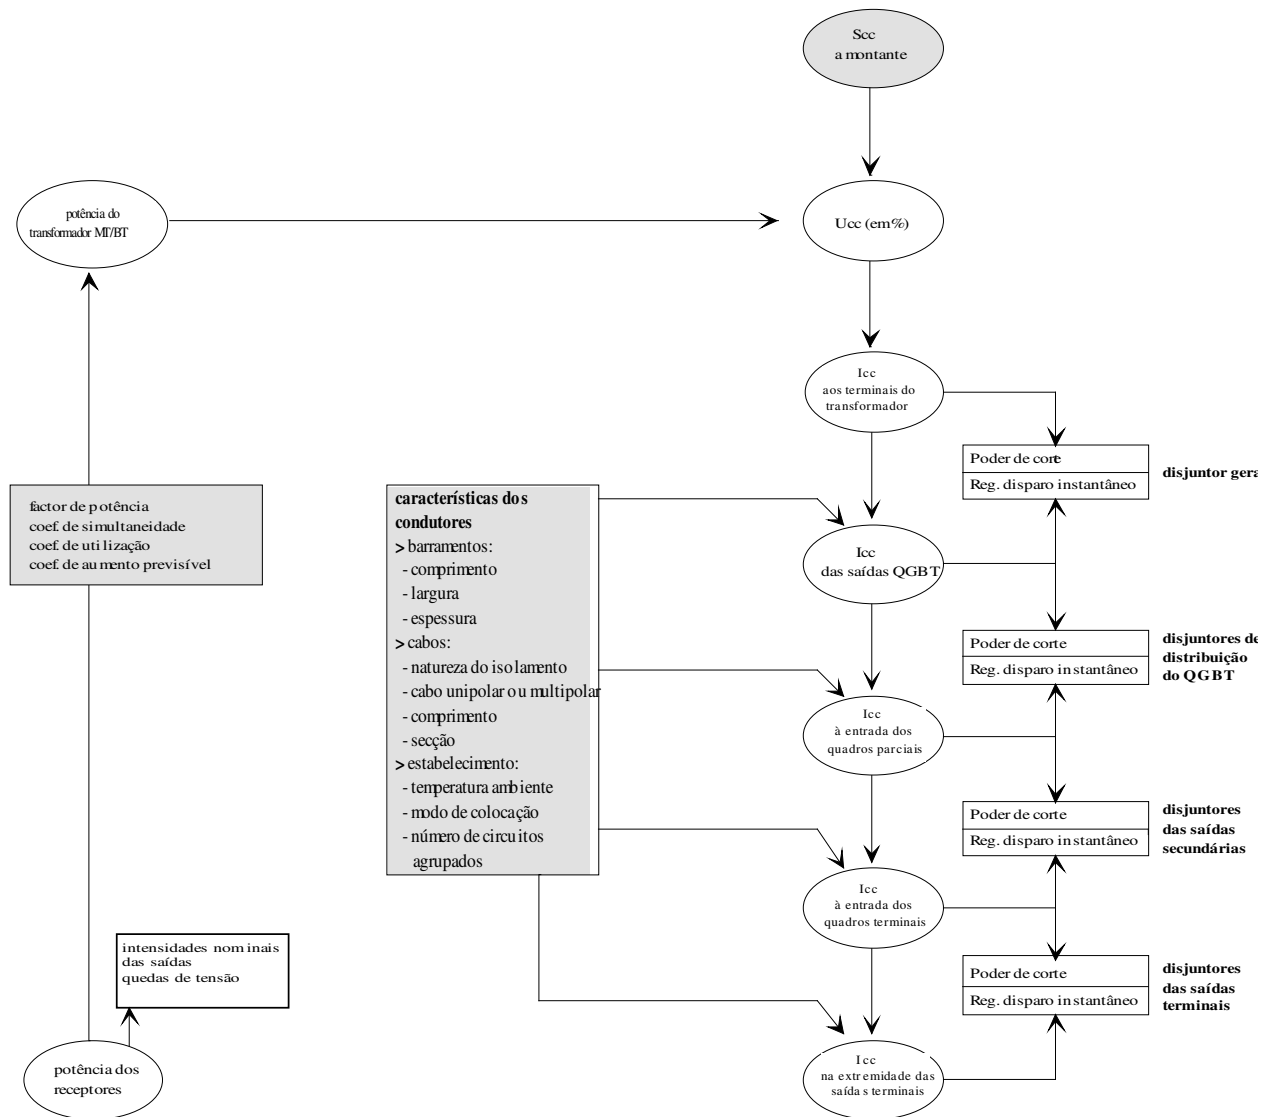 Scc
a montante
potência do
transformador MT/BT
Ucc (em%)
Icc
aos terminais do
transformador
Poder de corte
Reg. disparo instantâneo
disjuntor gera
factor de potência
coef. de simultaneidade
coef. de utilização
coef. de aumento previsível
características dos
condutores
> barramentos:
- comprimento
- largura
- espessura
> cabos:
- natureza do isolamento
- cabo unipolar ou multipolar
- comprimento
- secção
> estabelecimento:
- temperatura ambiente
- modo de colocação
- número de circuitos
agrupados
Icc
das saídas QGBT
Poder de corte
Reg. disparo instantâneo
disjuntores de
distribuição
do QGBT
Icc
à entrada dos
quadros parciais
Poder de corte
Reg. disparo instantâneo
disjuntores
das saídas
secundárias
Icc
à entrada dos
quadros terminais
Poder de corte
Reg. disparo instantâneo
disjuntores
das saídas
terminais
intensidades nominais
das saídas
quedas de tensão
potência dos
receptores
Icc
na extremidade das
saídas terminais